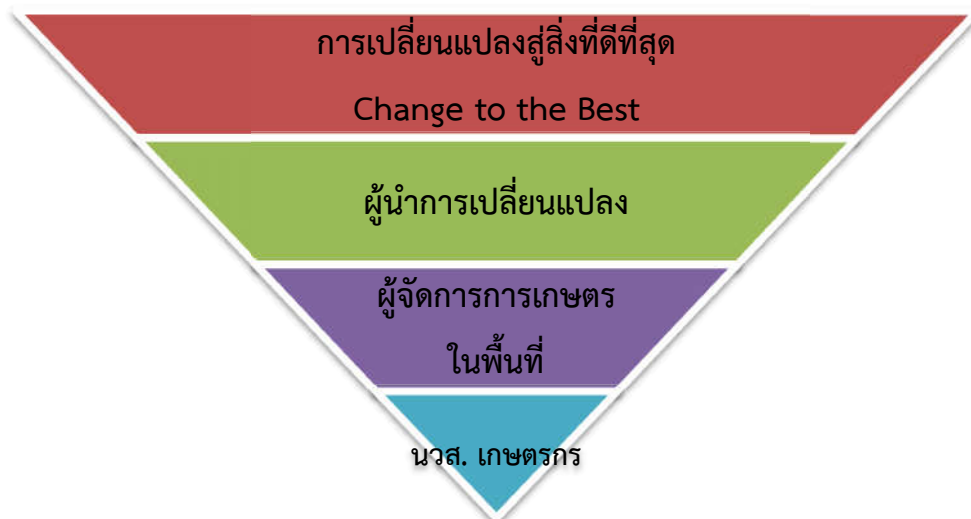 การเปลี่ยนแปลงสู่สิ่งที่ดีที่สุด
Change to the Best
ผู้นำการเปลี่ยนแปลง
ผู้จัดการการเกษตร
ในพื้นที่
นวส. เกษตรกร